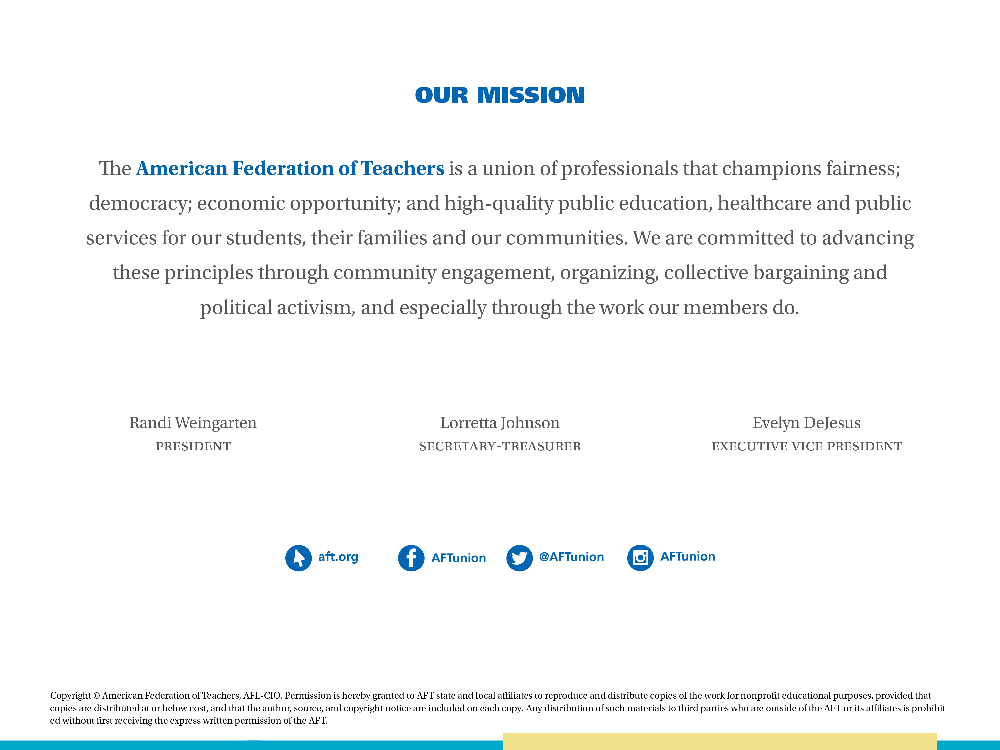 OUR MISSION
The American Federation of Teachers is a union of professionals that champions fairness;
democracy; economic opportunity; and high-quality public education, healthcare and public
services for our students, their families and our communities. We are committed to advancing
these principles through community engagement, organizing, collective bargaining and
political activism, and especially through the work our members do.
Randi Weingarten
PRESIDENT
Lorretta Johnson
SECRETARY-TREASURER
Evelyn DeJesus
EXECUTIVE VICE PRESIDENT
aft.org
AFTunion
@AFTunion
AFTunion
Copyright © American Federation of Teachers, AFL-CIO. Permission is hereby granted to AFT state and local affiliates to reproduce and distribute copies of the work for nonprofit educational purposes, provided that
copies are distributed at or below cost, and that the author, source, and copyright notice are included on each copy. Any distribution of such materials to third parties who are outside of the AFT or its affiliates is prohibit-
ed without first receiving the express written permission of the AFT.